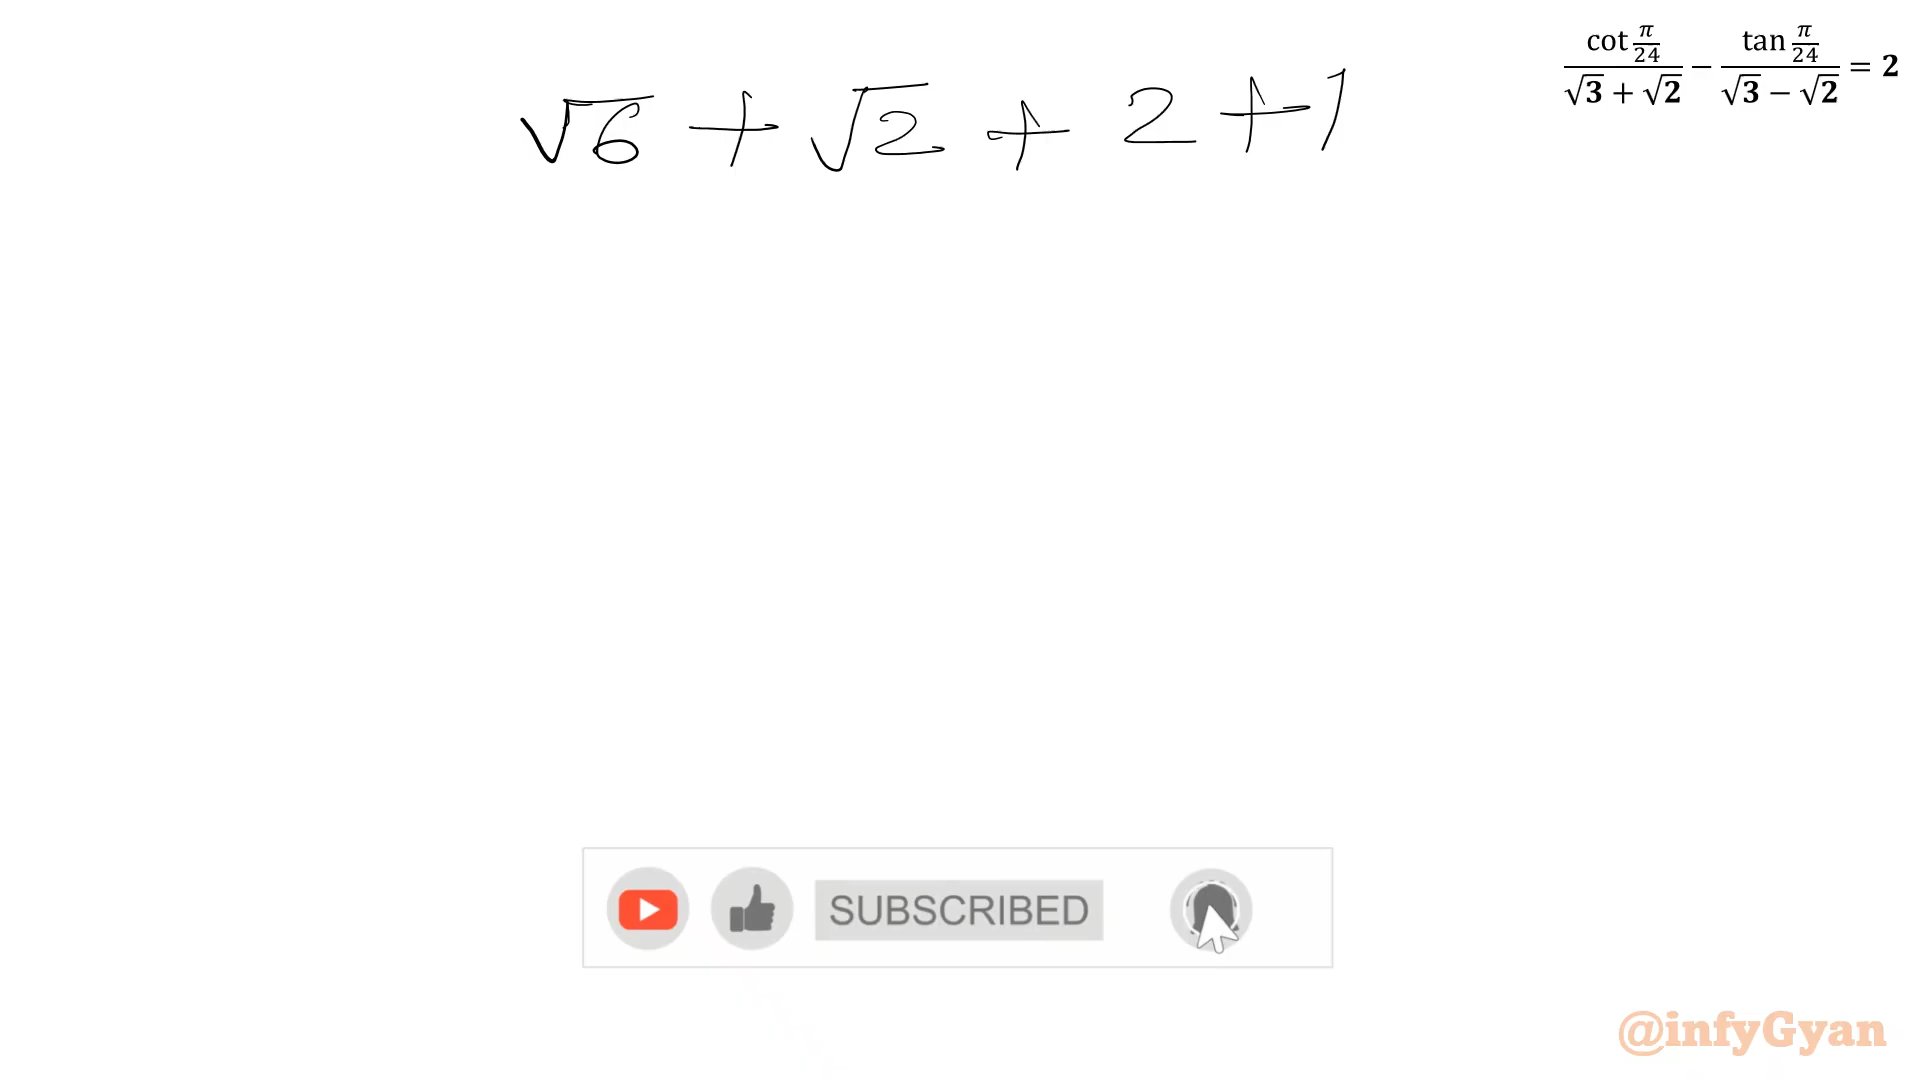 √6 + √2 + 2 + 1
cot π/24 / (√3 + √2) − tan π/24 / (√3 − √2) = 2
SUBSCRIBED
@infyGyan